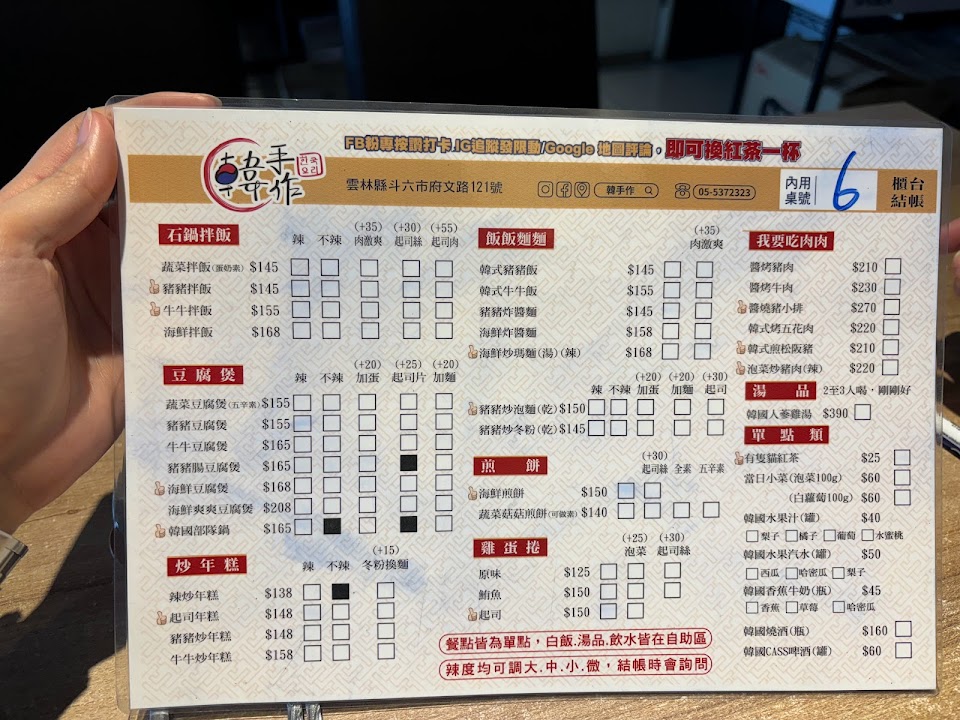 FB粉專按讚打卡.IG追蹤發限動/Google 地圖評論，即可換紅茶一杯
韓手作 한국요리
雲林縣斗六市府文路121號 韓手作 05-5372323
內用桌號 6 櫃台結帳
石鍋拌飯 辣 不辣 (+35)肉激爽 (+30)起司絲 (+55)起司肉
蔬菜拌飯(蛋奶素) $145
豬豬拌飯 $145
牛牛拌飯 $155
海鮮拌飯 $168
豆腐煲 辣 不辣 (+20)加蛋 (+25)起司片 (+20)加麵
蔬菜豆腐煲(五辛素) $155
豬豬豆腐煲 $155
牛牛豆腐煲 $165
豬豬腸豆腐煲 $165
海鮮豆腐煲 $168
海鮮爽爽豆腐煲 $208
韓國部隊鍋 $165
炒年糕 辣 不辣 (+15)冬粉換麵
辣炒年糕 $138
起司年糕 $148
豬豬炒年糕 $148
牛牛炒年糕 $158
飯飯麵麵 (+35)肉激爽
韓式豬豬飯 $145
韓式牛牛飯 $155
豬豬炸醬麵 $145
海鮮炸醬麵 $158
海鮮炒瑪麵(湯)(辣) $168
辣 不辣 (+20)加蛋 (+20)加麵 (+30)起司
豬豬炒泡麵(乾) $150
豬豬炒冬粉(乾) $145
煎餅 (+30)起司絲 全素 五辛素
海鮮煎餅 $150
蔬菜菇菇煎餅(可做素) $140
雞蛋捲 (+25)泡菜 (+30)起司絲
原味 $125
鮪魚 $150
起司 $150
餐點皆為單點，白飯.湯品.飲水皆在自助區
辣度均可調大.中.小.微，結帳時會詢問
我要吃肉肉
醬烤豬肉 $210
醬烤牛肉 $230
醬燒豬小排 $270
韓式烤五花肉 $220
韓式煎松阪豬 $210
泡菜炒豬肉(辣) $220
湯品 2至3人喝，剛剛好
韓國人蔘雞湯 $390
單點類
有隻貓紅茶 $25
當日小菜(泡菜100g) $60
(白蘿蔔100g) $60
韓國水果汁(罐) $40
梨子 橘子 葡萄 水蜜桃
韓國水果汽水(罐) $50
西瓜 哈密瓜 梨子
韓國香蕉牛奶(瓶) $45
香蕉 草莓 哈密瓜
韓國燒酒(瓶) $160
韓國CASS啤酒(罐) $60